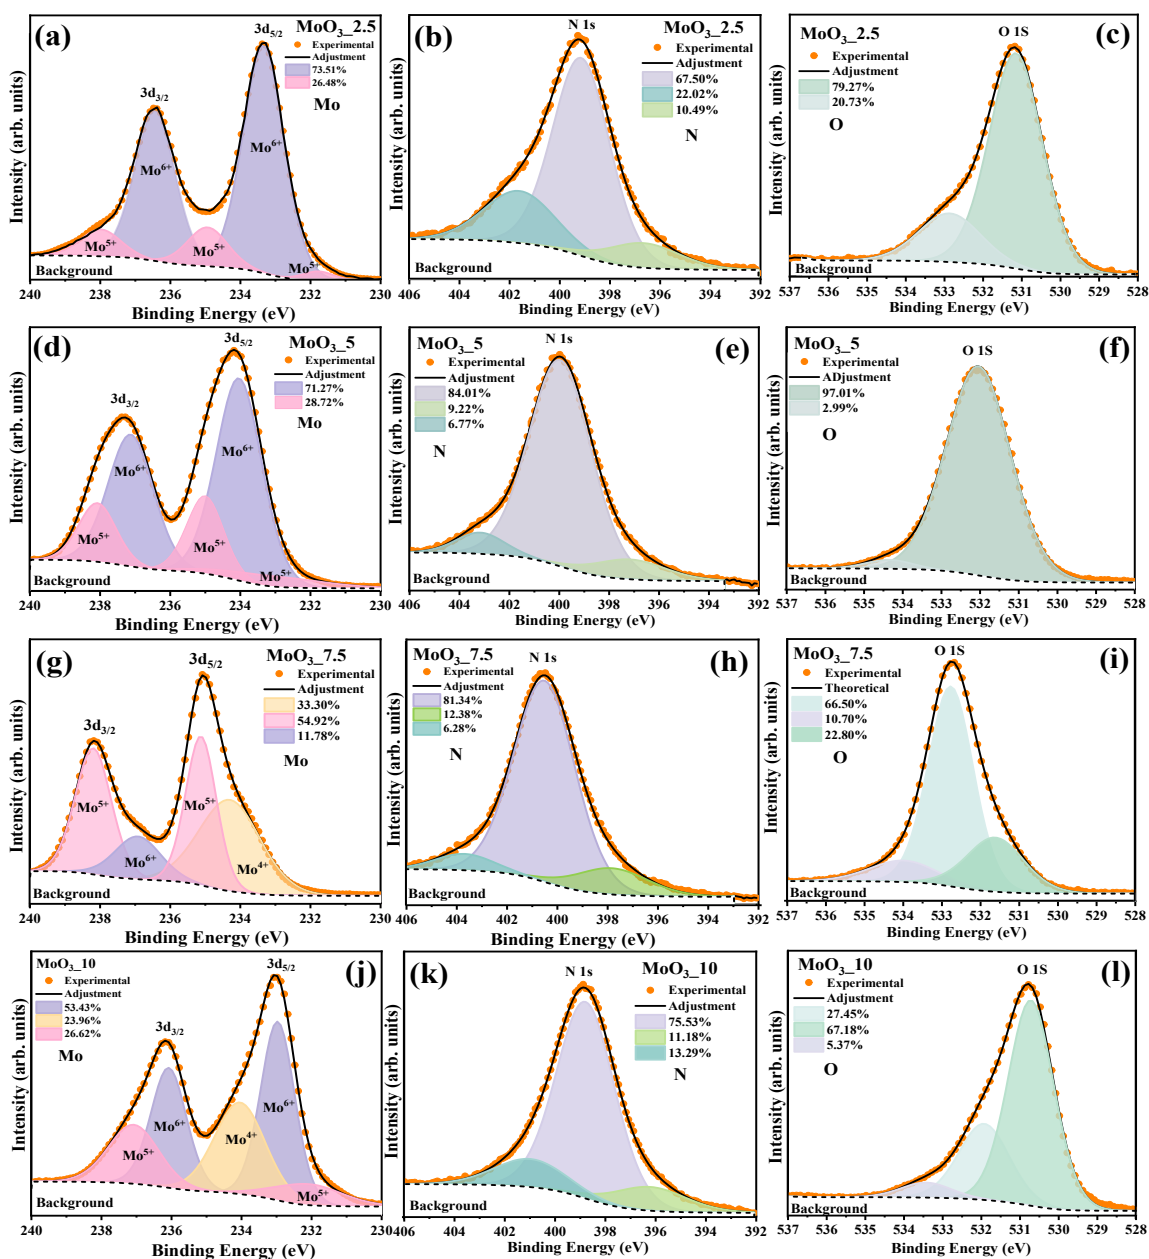 (a)
MoO₃_2.5
3d₅/₂
Experimental
Adjustment
73.51%
26.48%
Mo
3d₃/₂
Mo⁶⁺
Mo⁶⁺
Mo⁵⁺
Mo⁵⁺
Mo⁵⁺
Background
240 238 236 234 232 230
Binding Energy (eV)
Intensity (arb. units)
(b)
N 1s
MoO₃_2.5
Experimental
Adjustment
67.50%
22.02%
10.49%
N
Background
406 404 402 400 398 396 394 392
Binding Energy (eV)
Intensity (arb. units)
MoO₃_2.5
(c)
O 1S
Experimental
Adjustment
79.27%
20.73%
O
Background
537 536 535 534 533 532 531 530 529 528
Binding Energy (eV)
Intensity (arb. units)
(d)
3d₅/₂
MoO₃_5
Experimental
Adjustment
71.27%
28.72%
Mo
3d₃/₂
Mo⁶⁺
Mo⁶⁺
Mo⁵⁺
Mo⁵⁺
Mo⁵⁺
Background
240 238 236 234 232 230
Binding Energy (eV)
Intensity (arb. units)
MoO₃_5
N 1s
(e)
Experimental
Adjustment
84.01%
9.22%
6.77%
N
Background
406 404 402 400 398 396 394 392
Binding Energy (eV)
Intensity (arb. units)
MoO₃_5
O 1S
(f)
Experimental
ADjustment
97.01%
2.99%
O
Background
537 536 535 534 533 532 531 530 529 528
Binding Energy (eV)
Intensity (arb. units)
(g)
3d₅/₂
MoO₃_7.5
Experimental
Adjustment
33.30%
54.92%
11.78%
Mo
3d₃/₂
Mo⁵⁺
Mo⁵⁺
Mo⁶⁺
Mo⁴⁺
Background
240 238 236 234 232 230
Binding Energy (eV)
Intensity (arb. units)
MoO₃_7.5
N 1s
(h)
Experimental
Adjustment
81.34%
12.38%
6.28%
N
Background
406 404 402 400 398 396 394 392
Binding Energy (eV)
Intensity (arb. units)
MoO₃_7.5
O 1S
(i)
Experimental
Theoretical
66.50%
10.70%
22.80%
O
Background
537 536 535 534 533 532 531 530 529 528
Binding Energy (eV)
Intensity (arb. units)
MoO₃_10
3d₅/₂
(j)
Experimental
Adjustment
53.43%
23.96%
26.62%
Mo
3d₃/₂
Mo⁶⁺
Mo⁶⁺
Mo⁵⁺
Mo⁴⁺
Mo⁵⁺
Background
240 238 236 234 232 230
Binding Energy (eV)
Intensity (arb. units)
(k)
N 1s
MoO₃_10
Experimental
Adjustment
75.53%
11.18%
13.29%
N
Background
406 404 402 400 398 396 394 392
Binding Energy (eV)
Intensity (arb. units)
MoO₃_10
O 1S
(l)
Experimental
Adjustment
27.45%
67.18%
5.37%
O
Background
537 536 535 534 533 532 531 530 529 528
Binding Energy (eV)
Intensity (arb. units)